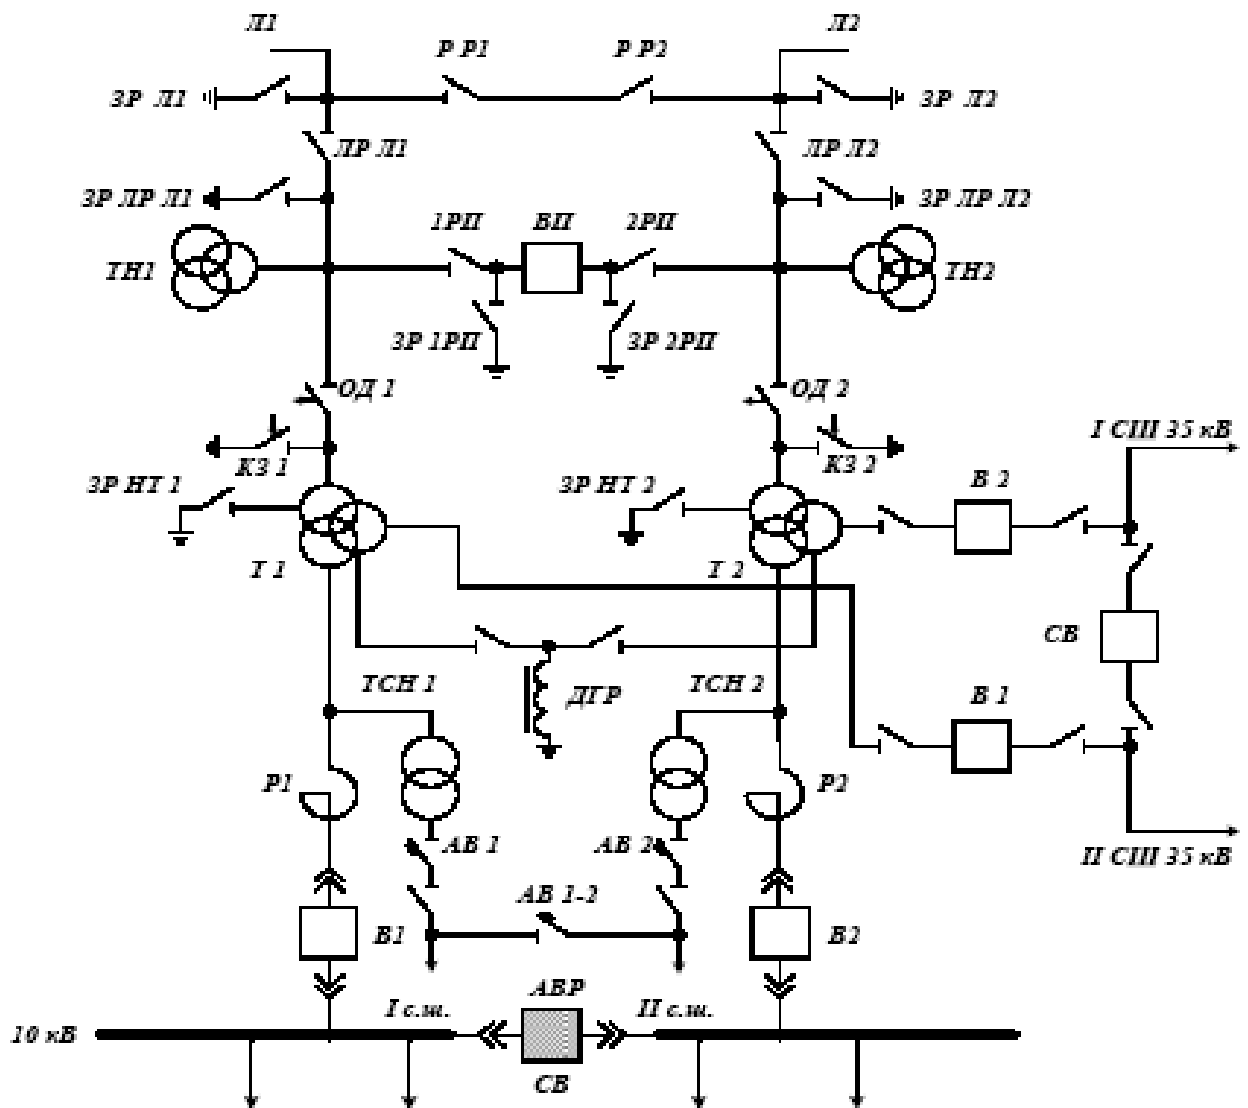 Л1
Л2
Р Р1
Р Р2
ЗР Л1
ЗР Л2
ЛР Л1
ЛР Л2
ЗР ЛР Л1
ЗР ЛР Л2
1РП
ВП
2РП
ТН1
ТН2
ЗР 1РП
ЗР 2РП
ОД 1
ОД 2
I СШ 35 кВ
КЗ 1
КЗ 2
ЗР НТ 1
ЗР НТ 2
В 2
Т 1
Т 2
СВ
ТСН 1
ДГР
ТСН 2
В 1
Р1
Р2
АВ 1
АВ 2
II СШ 35 кВ
АВ 1-2
В1
В2
АВР
I с.ш.
II с.ш.
10 кВ
СВ